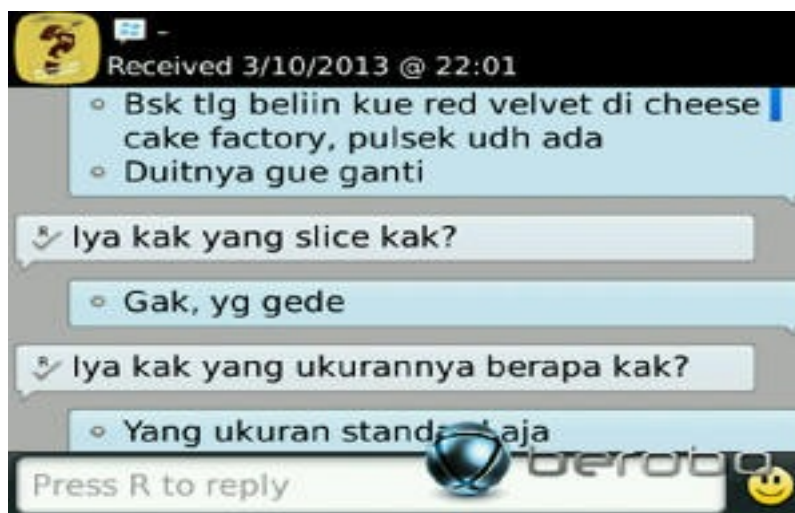 -
Received 3/10/2013 @ 22:01
Bsk tlg beliin kue red velvet di cheese
cake factory, pulsek udh ada
Duitnya gue ganti
Iya kak yang slice kak?
Gak, yg gede
Iya kak yang ukurannya berapa kak?
Yang ukuran standard aja
Press R to reply